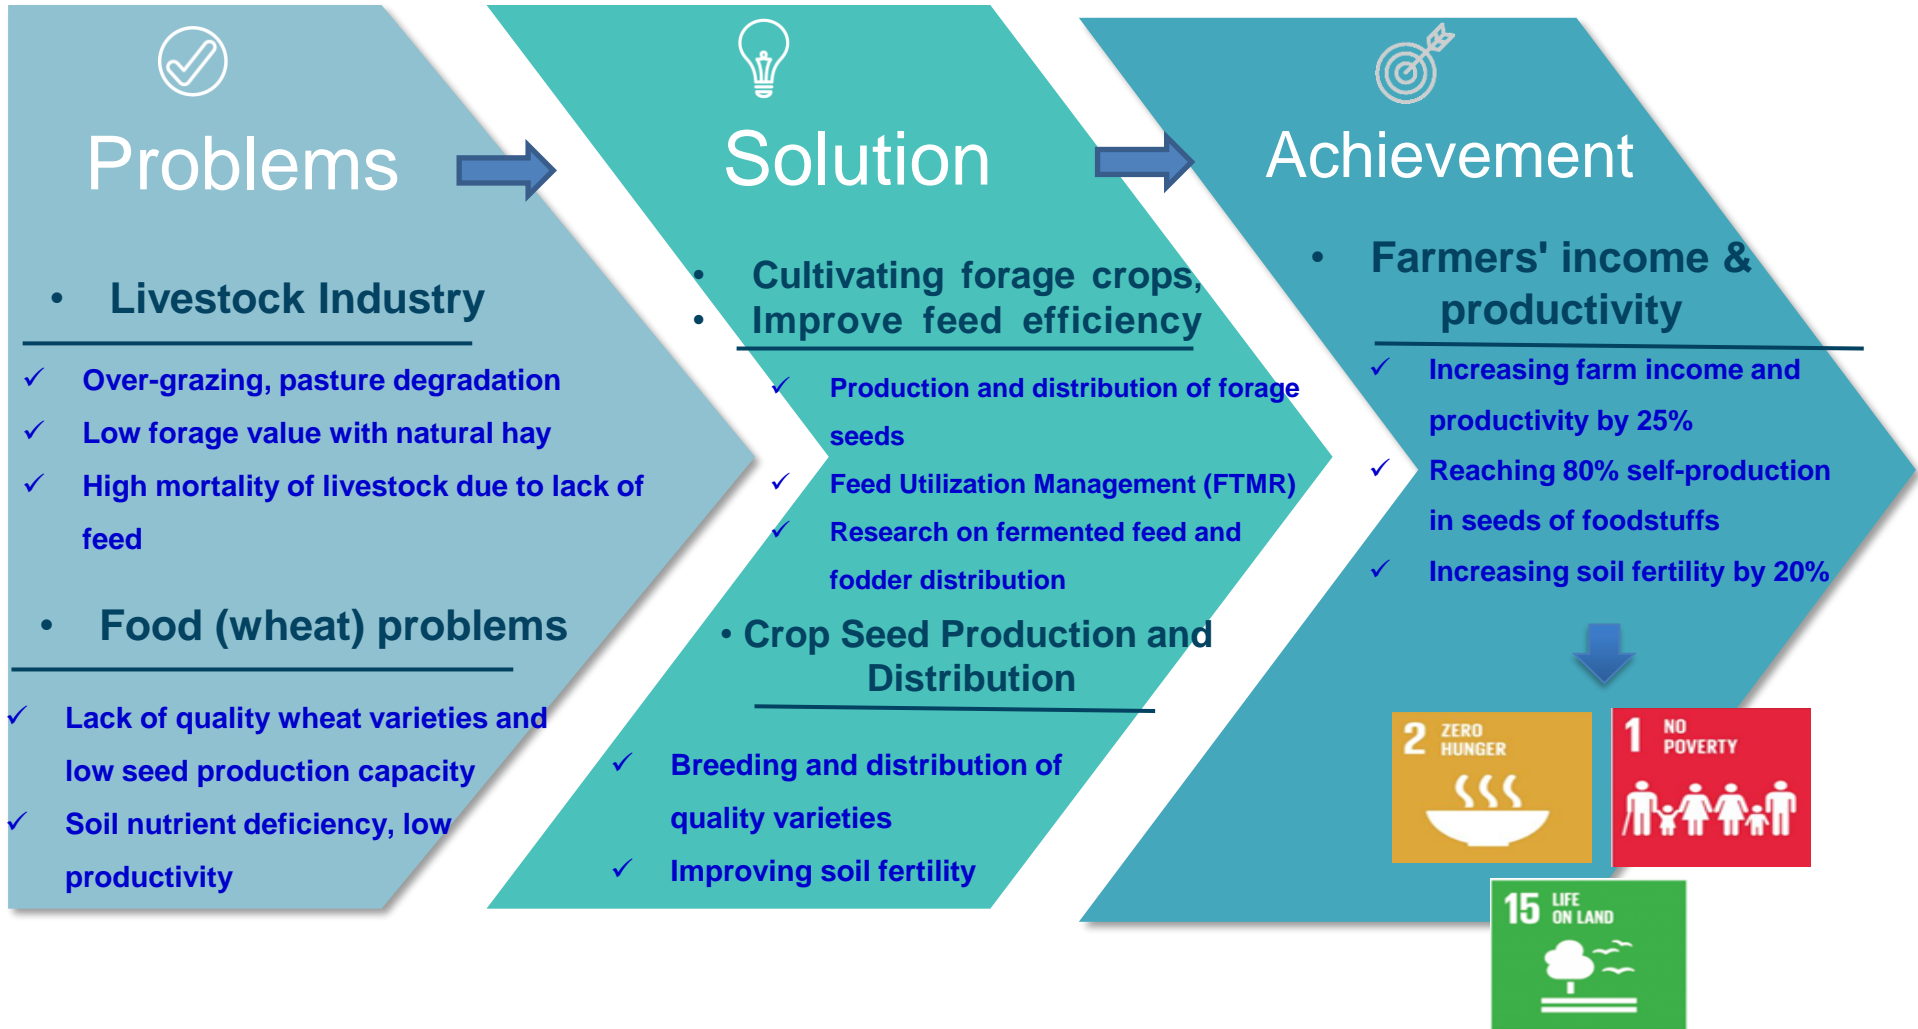 Problems
• Livestock Industry
✓ Over-grazing, pasture degradation
✓ Low forage value with natural hay
✓ High mortality of livestock due to lack of
feed
• Food (wheat) problems
✓ Lack of quality wheat varieties and
low seed production capacity
✓ Soil nutrient deficiency, low
productivity
Solution
• Cultivating forage crops,
• Improve feed efficiency
✓ Production and distribution of forage
seeds
✓ Feed Utilization Management (FTMR)
✓ Research on fermented feed and
fodder distribution
• Crop Seed Production and
Distribution
✓ Breeding and distribution of
quality varieties
✓ Improving soil fertility
Achievement
• Farmers' income &
productivity
✓ Increasing farm income and
productivity by 25%
✓ Reaching 80% self-production
in seeds of foodstuffs
✓ Increasing soil fertility by 20%
2 ZERO
HUNGER
1 NO
POVERTY
15 LIFE
ON LAND